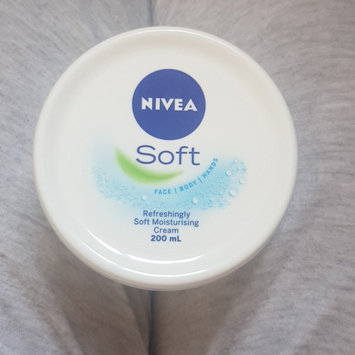 NIVEA
Soft
FACE | BODY | HANDS
Refreshingly
Soft Moisturising
Cream
200 mL